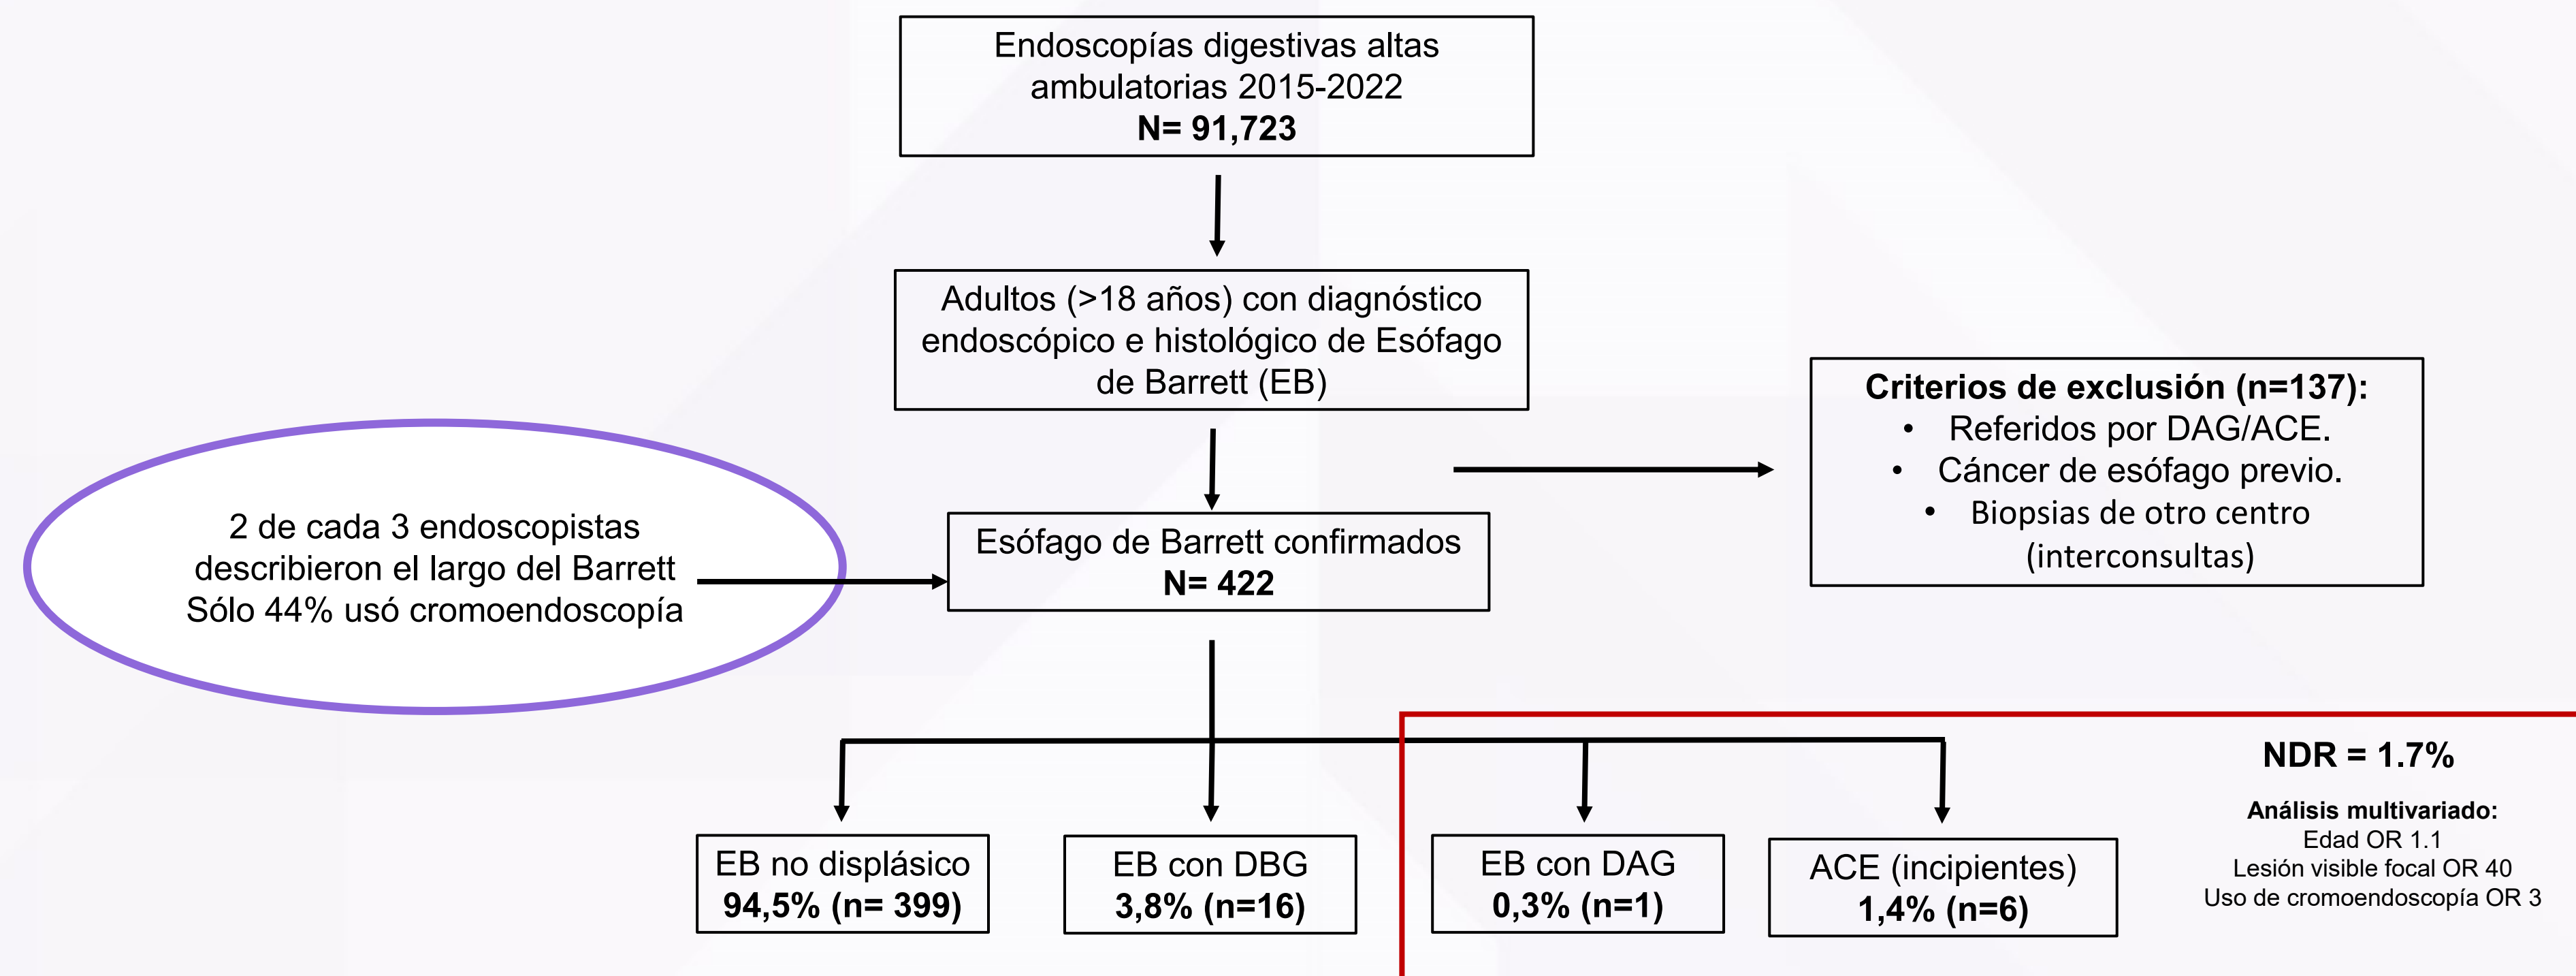 Endoscopías digestivas altas
ambulatorias 2015-2022
N= 91,723
Adultos (>18 años) con diagnóstico
endoscópico e histológico de Esófago
de Barrett (EB)
Criterios de exclusión (n=137):
• Referidos por DAG/ACE.
• Cáncer de esófago previo.
• Biopsias de otro centro
(interconsultas)
2 de cada 3 endoscopistas
describieron el largo del Barrett
Sólo 44% usó cromoendoscopía
Esófago de Barrett confirmados
N= 422
EB no displásico
94,5% (n= 399)
EB con DBG
3,8% (n=16)
EB con DAG
0,3% (n=1)
ACE (incipientes)
1,4% (n=6)
NDR = 1.7%
Análisis multivariado:
Edad OR 1.1
Lesión visible focal OR 40
Uso de cromoendoscopía OR 3